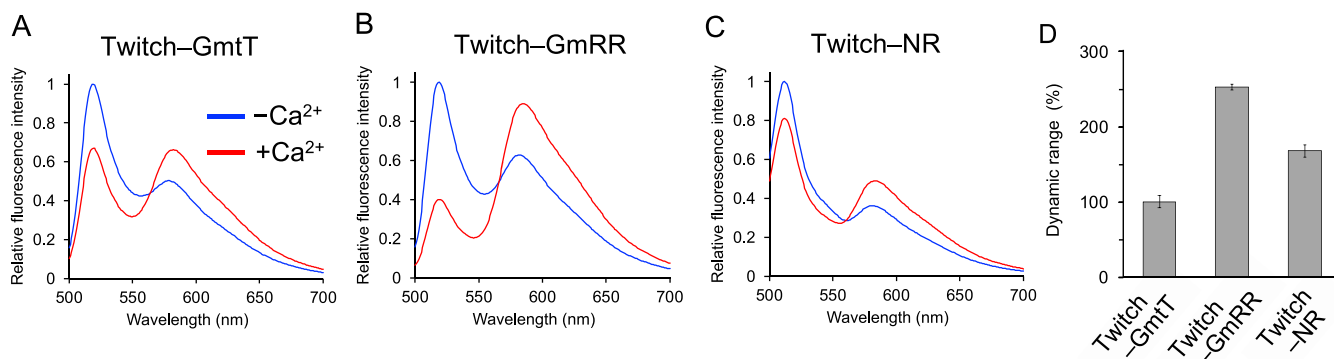 A
Twitch–GmtT
Relative fluorescence intensity
1
0.8
0.6
0.4
0.2
0
500
550
600
650
700
Wavelength (nm)
−Ca²⁺
+Ca²⁺
B
Twitch–GmRR
Relative fluorescence intensity
1
0.8
0.6
0.4
0.2
0
500
550
600
650
700
Wavelength (nm)
C
Twitch–NR
Relative fluorescence intensity
1
0.8
0.6
0.4
0.2
0
500
550
600
650
700
Wavelength (nm)
D
Dynamic range (%)
300
250
200
150
100
0
Twitch
–GmtT
Twitch
–GmRR
Twitch
–NR